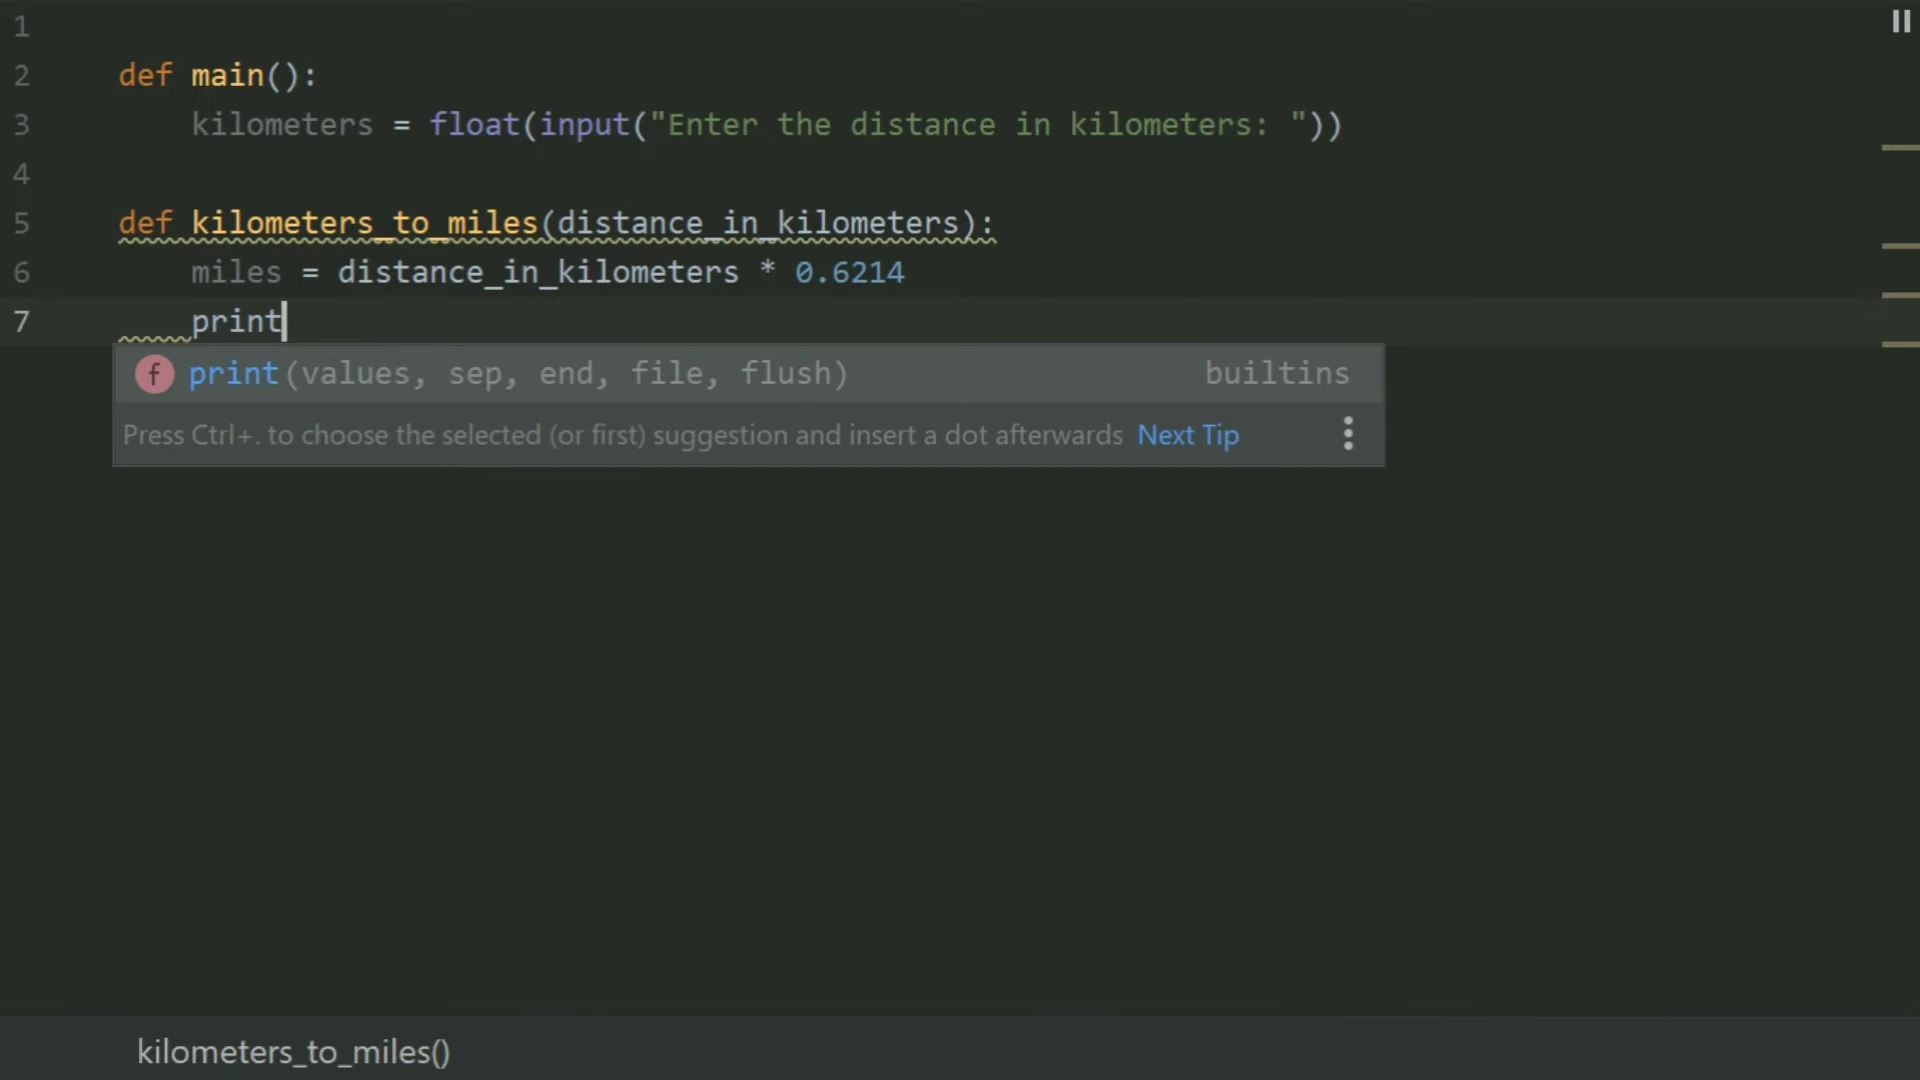 1
2 def main():
3 kilometers = float(input("Enter the distance in kilometers: "))
4
5 def kilometers_to_miles(distance_in_kilometers):
6 miles = distance_in_kilometers * 0.6214
7 print
f print(values, sep, end, file, flush) builtins
Press Ctrl+. to choose the selected (or first) suggestion and insert a dot afterwards Next Tip
kilometers_to_miles()